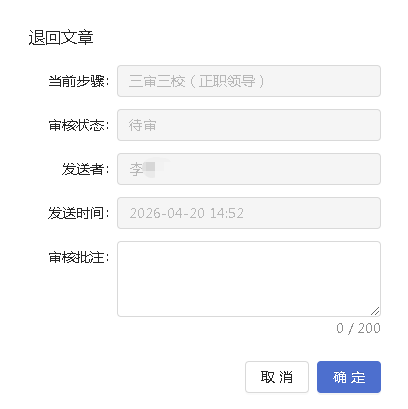 退回文章
当前步骤： 三审三校（正职领导）
审核状态： 待审
发送者： 李
发送时间： 2026-04-20 14:52
审核批注：
0 / 200
取 消 确 定